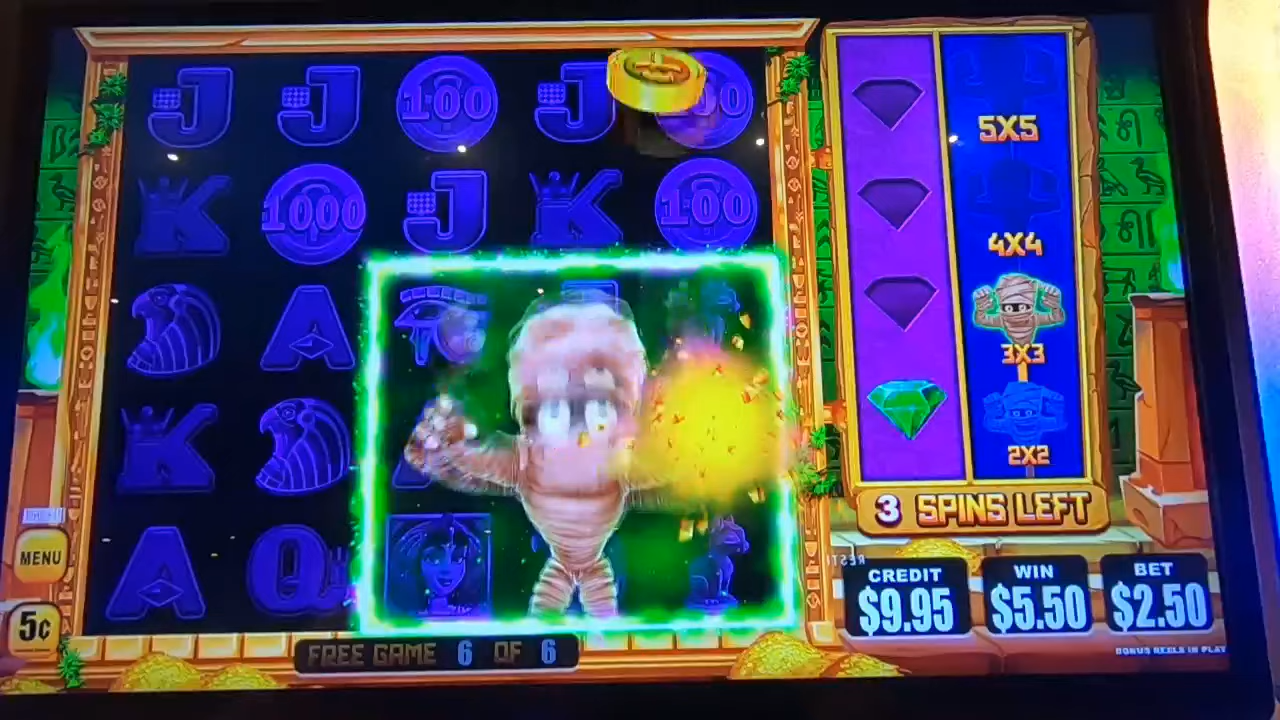 J J 100 J 100
K 1000 J K 100
A
K
A Q
5X5
4X4
3X3
2X2
3 SPINS LEFT
MENU
5¢
CREDIT
$9.95
WIN
$5.50
BET
$2.50
FREE GAME 6 OF 6
BONUS REELS IN PLAY